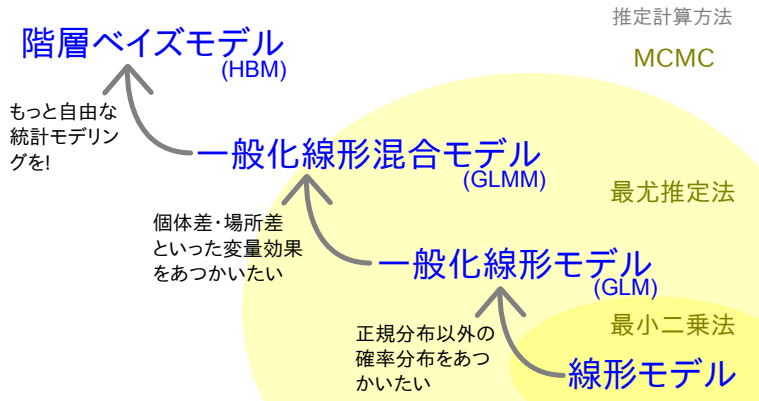 推定計算方法
階層ベイズモデル
(HBM)
MCMC
もっと自由な
統計モデリン
グを!
一般化線形混合モデル
(GLMM)
最尤推定法
個体差・場所差
といった変量効果
をあつかいたい
一般化線形モデル
(GLM)
最小二乗法
正規分布以外の
確率分布をあつ
かいたい
線形モデル